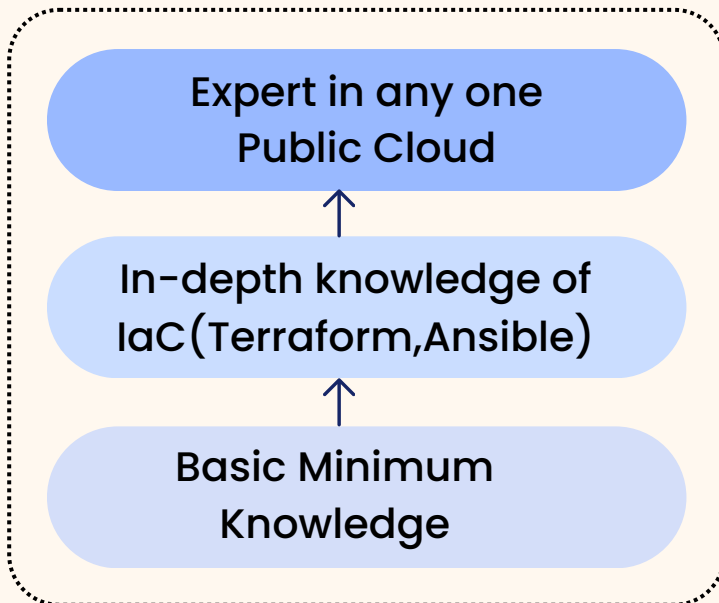 Expert in any one
Public Cloud
In-depth knowledge of
IaC(Terraform,Ansible)
Basic Minimum
Knowledge